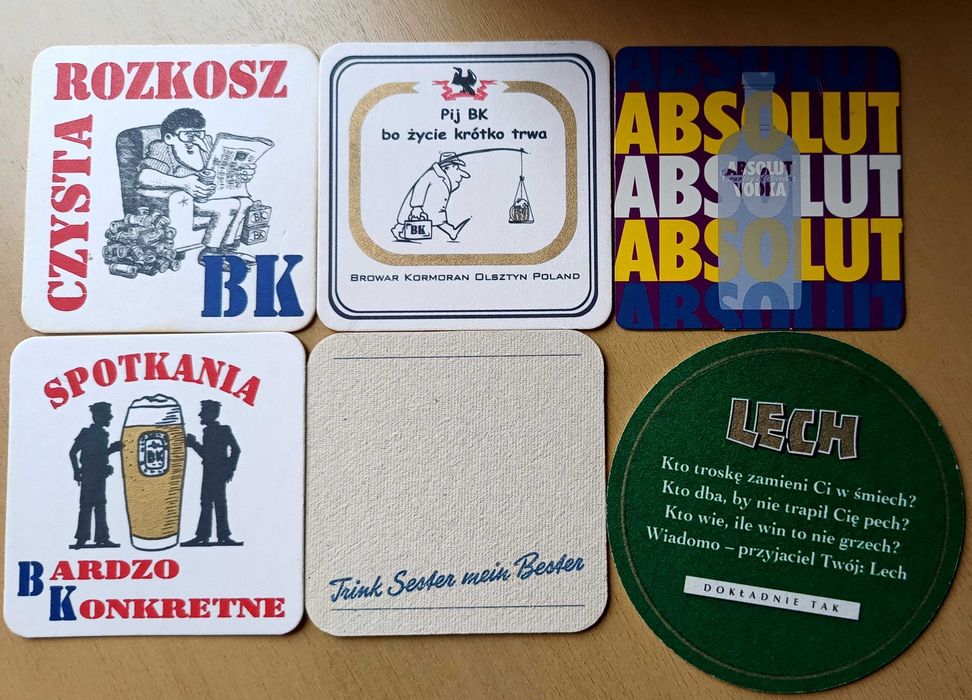 CZYSTA
ROZKOSZ
BK
BK
Pij BK
bo życie krótko trwa
BK
BROWAR KORMORAN OLSZTYN POLAND
ABSOLUT
ABSOLUT
ABSOLUT
ABSOLUT
ABSOLUT
ABSOLUT
VODKA
SPOTKANIA
BK
BARDZO
KONKRETNE
Trink Sester mein Bester
LECH
Kto troskę zamieni Ci w śmiech?
Kto dba, by nie trapił Cię pech?
Kto wie, ile win to nie grzech?
Wiadomo – przyjaciel Twój: Lech
DOKŁADNIE TAK